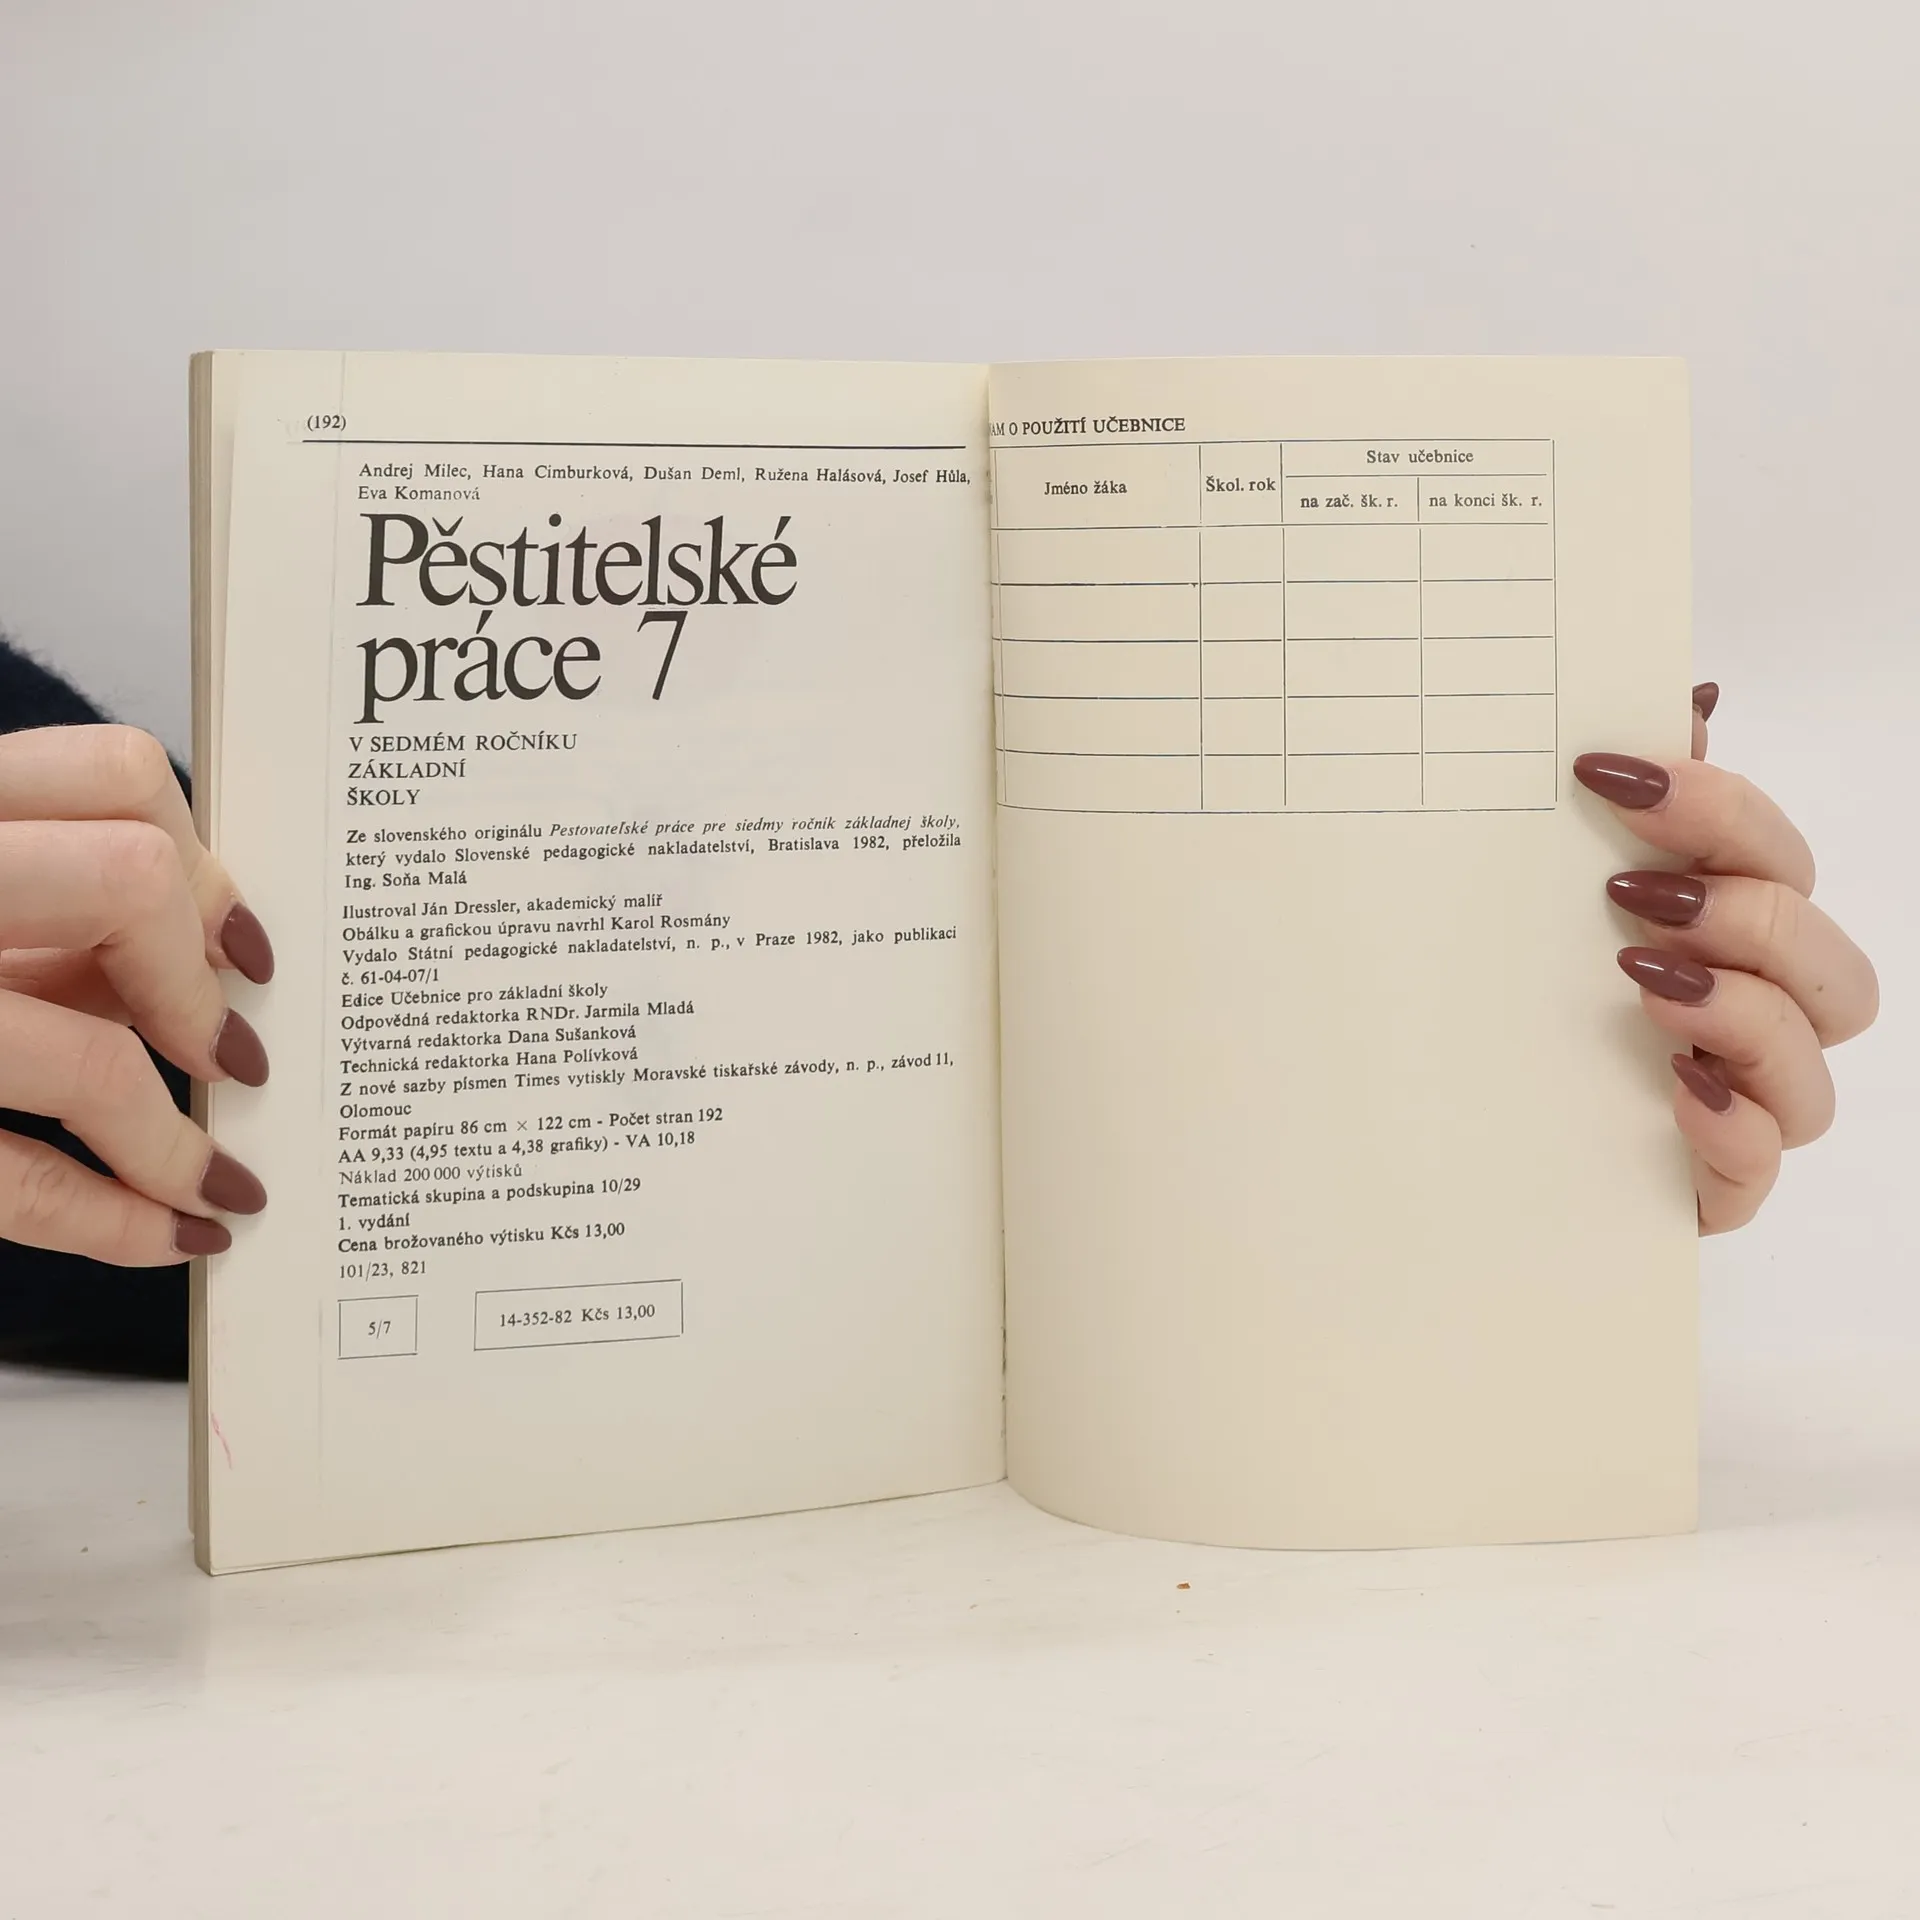 (192)
Andrej Milec, Hana Cimburková, Dušan Deml, Ružena Halásová, Josef Hůla,
Eva Komanová
Pěstitelské
práce 7
V SEDMÉM ROČNÍKU
ZÁKLADNÍ
ŠKOLY
Ze slovenského originálu Pestovateľské práce pre siedmy ročník základnej školy,
který vydalo Slovenské pedagogické nakladatelství, Bratislava 1982, přeložila
Ing. Soňa Malá
Ilustroval Ján Dressler, akademický malíř
Obálku a grafickou úpravu navrhl Karol Rosmány
Vydalo Státní pedagogické nakladatelství, n. p., v Praze 1982, jako publikaci
č. 61-04-07/1
Edice Učebnice pro základní školy
Odpovědná redaktorka RNDr. Jarmila Mladá
Výtvarná redaktorka Dana Sušanková
Technická redaktorka Hana Polívková
Z nové sazby písmen Times vytiskly Moravské tiskařské závody, n. p., závod 11,
Olomouc
Formát papíru 86 cm × 122 cm - Počet stran 192
AA 9,33 (4,95 textu a 4,38 grafiky) - VA 10,18
Náklad 200 000 výtisků
Tematická skupina a podskupina 10/29
1. vydání
Cena brožovaného výtisku Kčs 13,00
101/23, 821
5/7
14-352-82 Kčs 13,00
O POUŽITÍ UČEBNICE
Jméno žáka
Škol. rok
Stav učebnice
na zač. šk. r.
na konci šk. r.